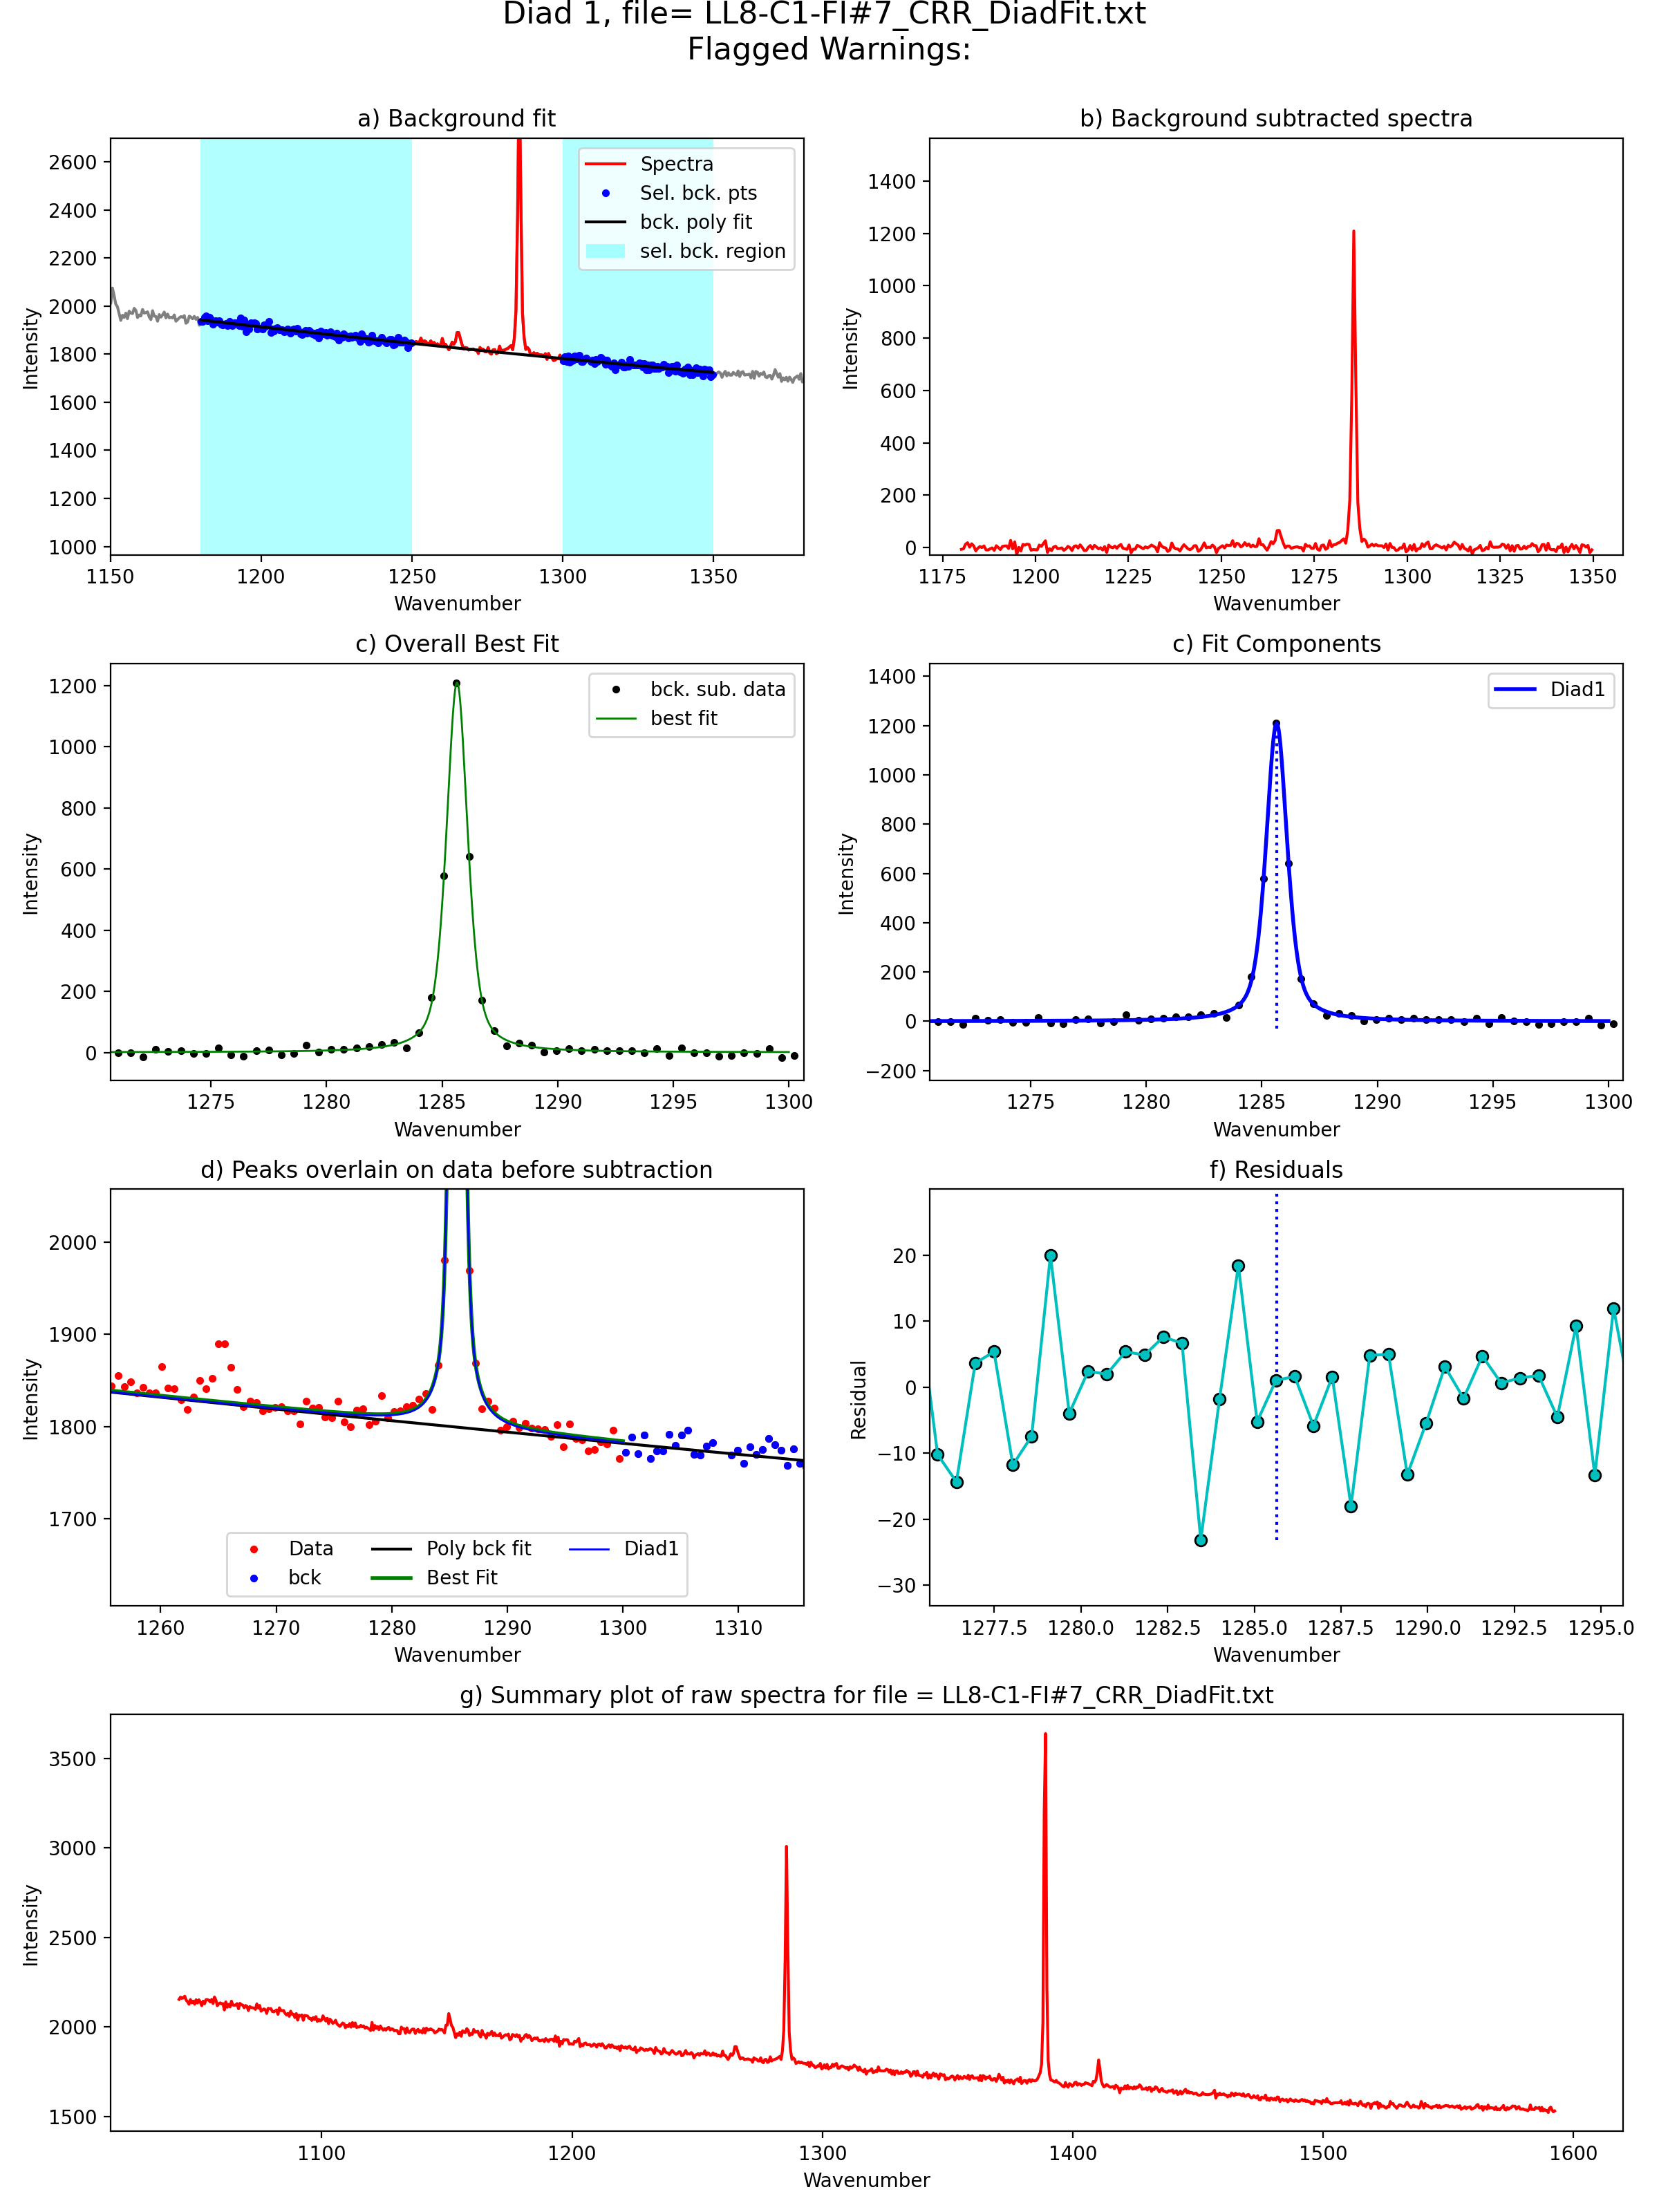 Diad 1, file= LL8-C1-FI#7_CRR_DiadFit.txt
Flagged Warnings:
a) Background fit
Intensity
2600
2400
2200
2000
1800
1600
1400
1200
1000
Spectra
Sel. bck. pts
bck. poly fit
sel. bck. region
1150 1200 1250 1300 1350
Wavenumber
b) Background subtracted spectra
Intensity
1400
1200
1000
800
600
400
200
0
1175 1200 1225 1250 1275 1300 1325 1350
Wavenumber
c) Overall Best Fit
Intensity
1200
1000
800
600
400
200
0
bck. sub. data
best fit
1275 1280 1285 1290 1295 1300
Wavenumber
c) Fit Components
Intensity
1400
1200
1000
800
600
400
200
0
−200
Diad1
1275 1280 1285 1290 1295 1300
Wavenumber
d) Peaks overlain on data before subtraction
Intensity
2000
1900
1800
1700
Data Poly bck fit Diad1
bck Best Fit
1260 1270 1280 1290 1300 1310
Wavenumber
f) Residuals
Residual
20
10
0
−10
−20
−30
1277.5 1280.0 1282.5 1285.0 1287.5 1290.0 1292.5 1295.0
Wavenumber
g) Summary plot of raw spectra for file = LL8-C1-FI#7_CRR_DiadFit.txt
Intensity
3500
3000
2500
2000
1500
1100 1200 1300 1400 1500 1600
Wavenumber